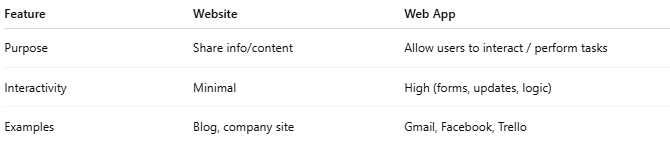 Feature Website Web App
Purpose Share info/content Allow users to interact / perform tasks
Interactivity Minimal High (forms, updates, logic)
Examples Blog, company site Gmail, Facebook, Trello